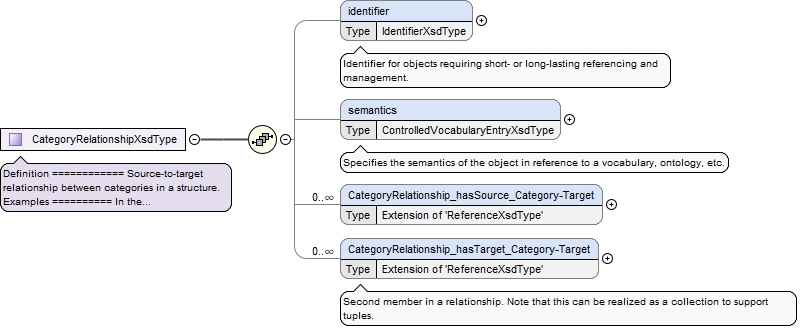 identifier
Type IdentifierXsdType
Identifier for objects requiring short- or long-lasting referencing and
management.
semantics
Type ControlledVocabularyEntryXsdType
Specifies the semantics of the object in reference to a vocabulary, ontology, etc.
CategoryRelationshipXsdType
Definition ============ Source-to-target
relationship between categories in a structure.
Examples ========== In the...
0..∞
CategoryRelationship_hasSource_Category-Target
Type Extension of 'ReferenceXsdType'
0..∞
CategoryRelationship_hasTarget_Category-Target
Type Extension of 'ReferenceXsdType'
Second member in a relationship. Note that this can be realized as a collection to support
tuples.